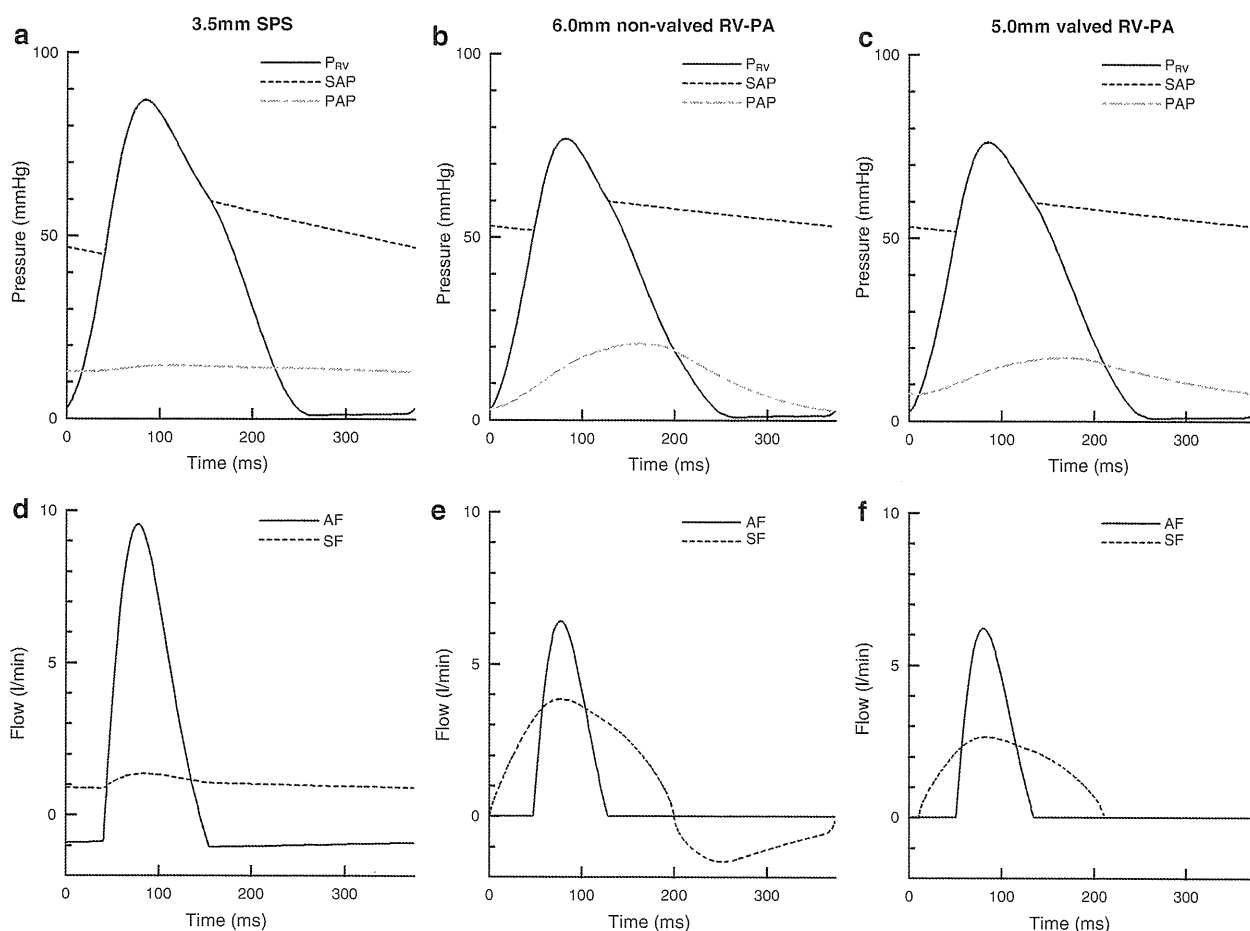 3.5mm SPS
6.0mm non-valved RV-PA
5.0mm valved RV-PA
a
100
50
0
Pressure (mmHg)
P_RV
SAP
PAP
0 100 200 300
Time (ms)
b
100
50
0
Pressure (mmHg)
P_RV
SAP
PAP
0 100 200 300
Time (ms)
c
100
50
0
Pressure (mmHg)
P_RV
SAP
PAP
0 100 200 300
Time (ms)
d
10
5
0
Flow (l/min)
AF
SF
0 100 200 300
Time (ms)
e
10
5
0
Flow (l/min)
AF
SF
0 100 200 300
Time (ms)
f
10
5
0
Flow (l/min)
AF
SF
0 100 200 300
Time (ms)